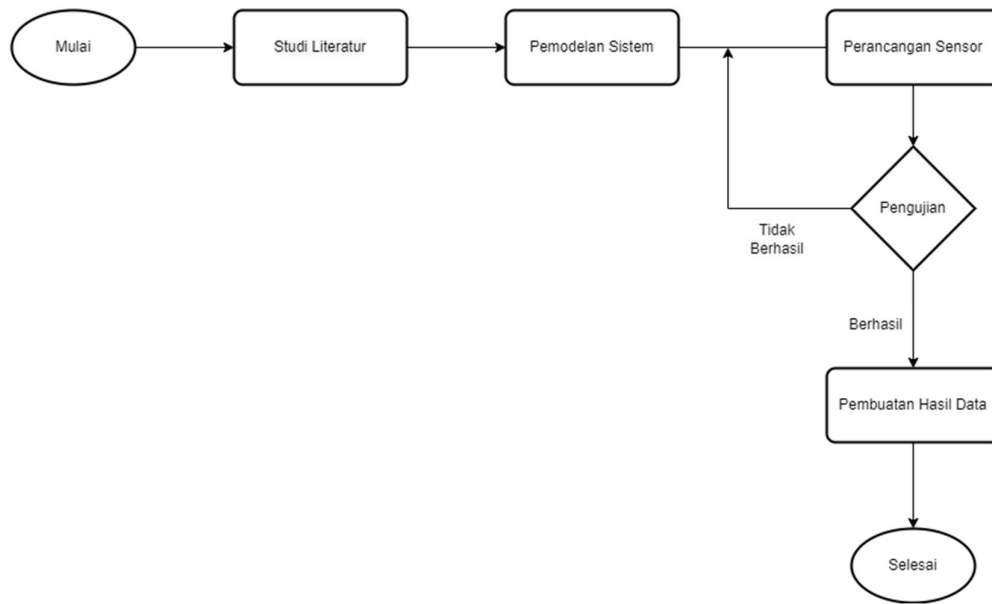 Mulai
Studi Literatur
Pemodelan Sistem
Perancangan Sensor
Pengujian
Tidak
Berhasil
Berhasil
Pembuatan Hasil Data
Selesai